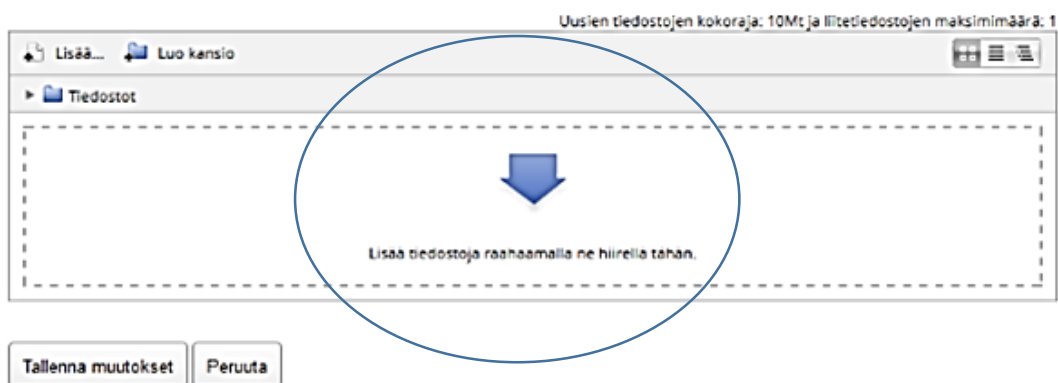 Uusien tiedostojen kokoraja: 10Mt ja liitetiedostojen maksimimäärä: 1
Lisää... Luo kansio
Tiedostot
Lisää tiedostoja raahaamalla ne hiirellä tähän.
Tallenna muutokset Peruuta